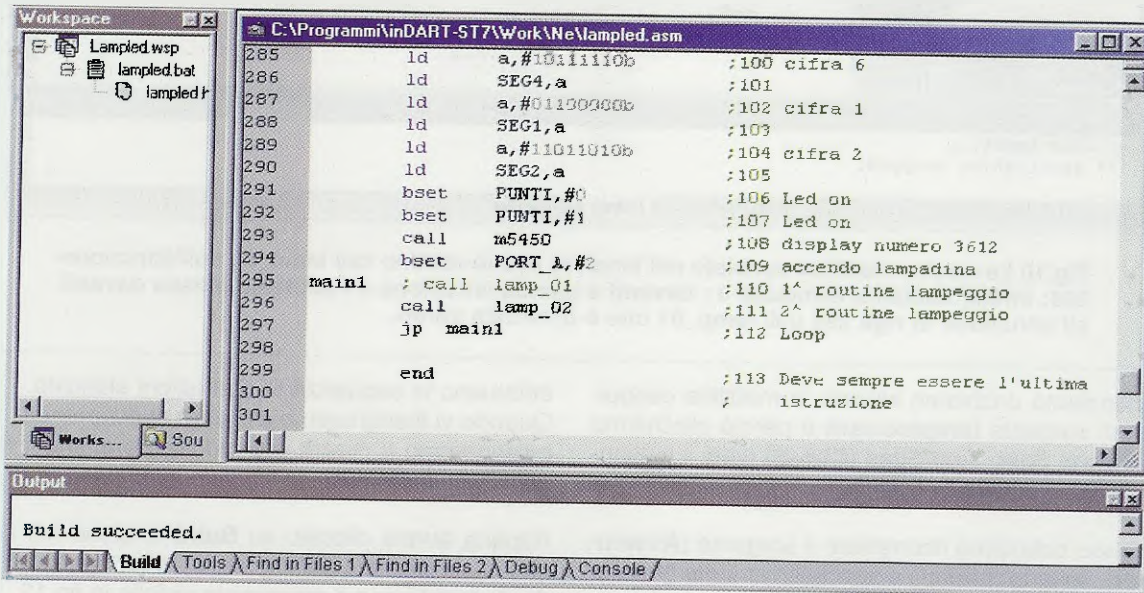 Workspace
Lampled.wsp
lampled.bat
lampled.
Works... Sou
C:\Programmi\inDART-ST7\Work\Ne\lampled.asm
285 ld a,#10111110b ;100 cifra 6
286 ld SEG4,a ;101
287 ld a,#01100000b ;102 cifra 1
288 ld SEG1,a ;103
289 ld a,#11011010b ;104 cifra 2
290 ld SEG2,a ;105
291 bset PUNTI,#0 ;106 Led on
292 bset PUNTI,#1 ;107 Led on
293 call m5450 ;108 display numero 3612
294 bset PORT_A,#2 ;109 accendo lampadina
295 main1 ; call lamp_01 ;110 1^ routine lampeggio
296 call lamp_02 ;111 2^ routine lampeggio
297 jp main1 ;112 Loop
298
299 end ;113 Deve sempre essere l'ultima
300 ; istruzione
301
Output
Build succeeded.
Build Tools Find in Files 1 Find in Files 2 Debug Console